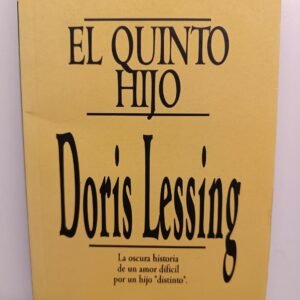 EL QUINTO
HIJO
Doris Lessing
La oscura historia
de un amor difícil
por un hijo "distinto".